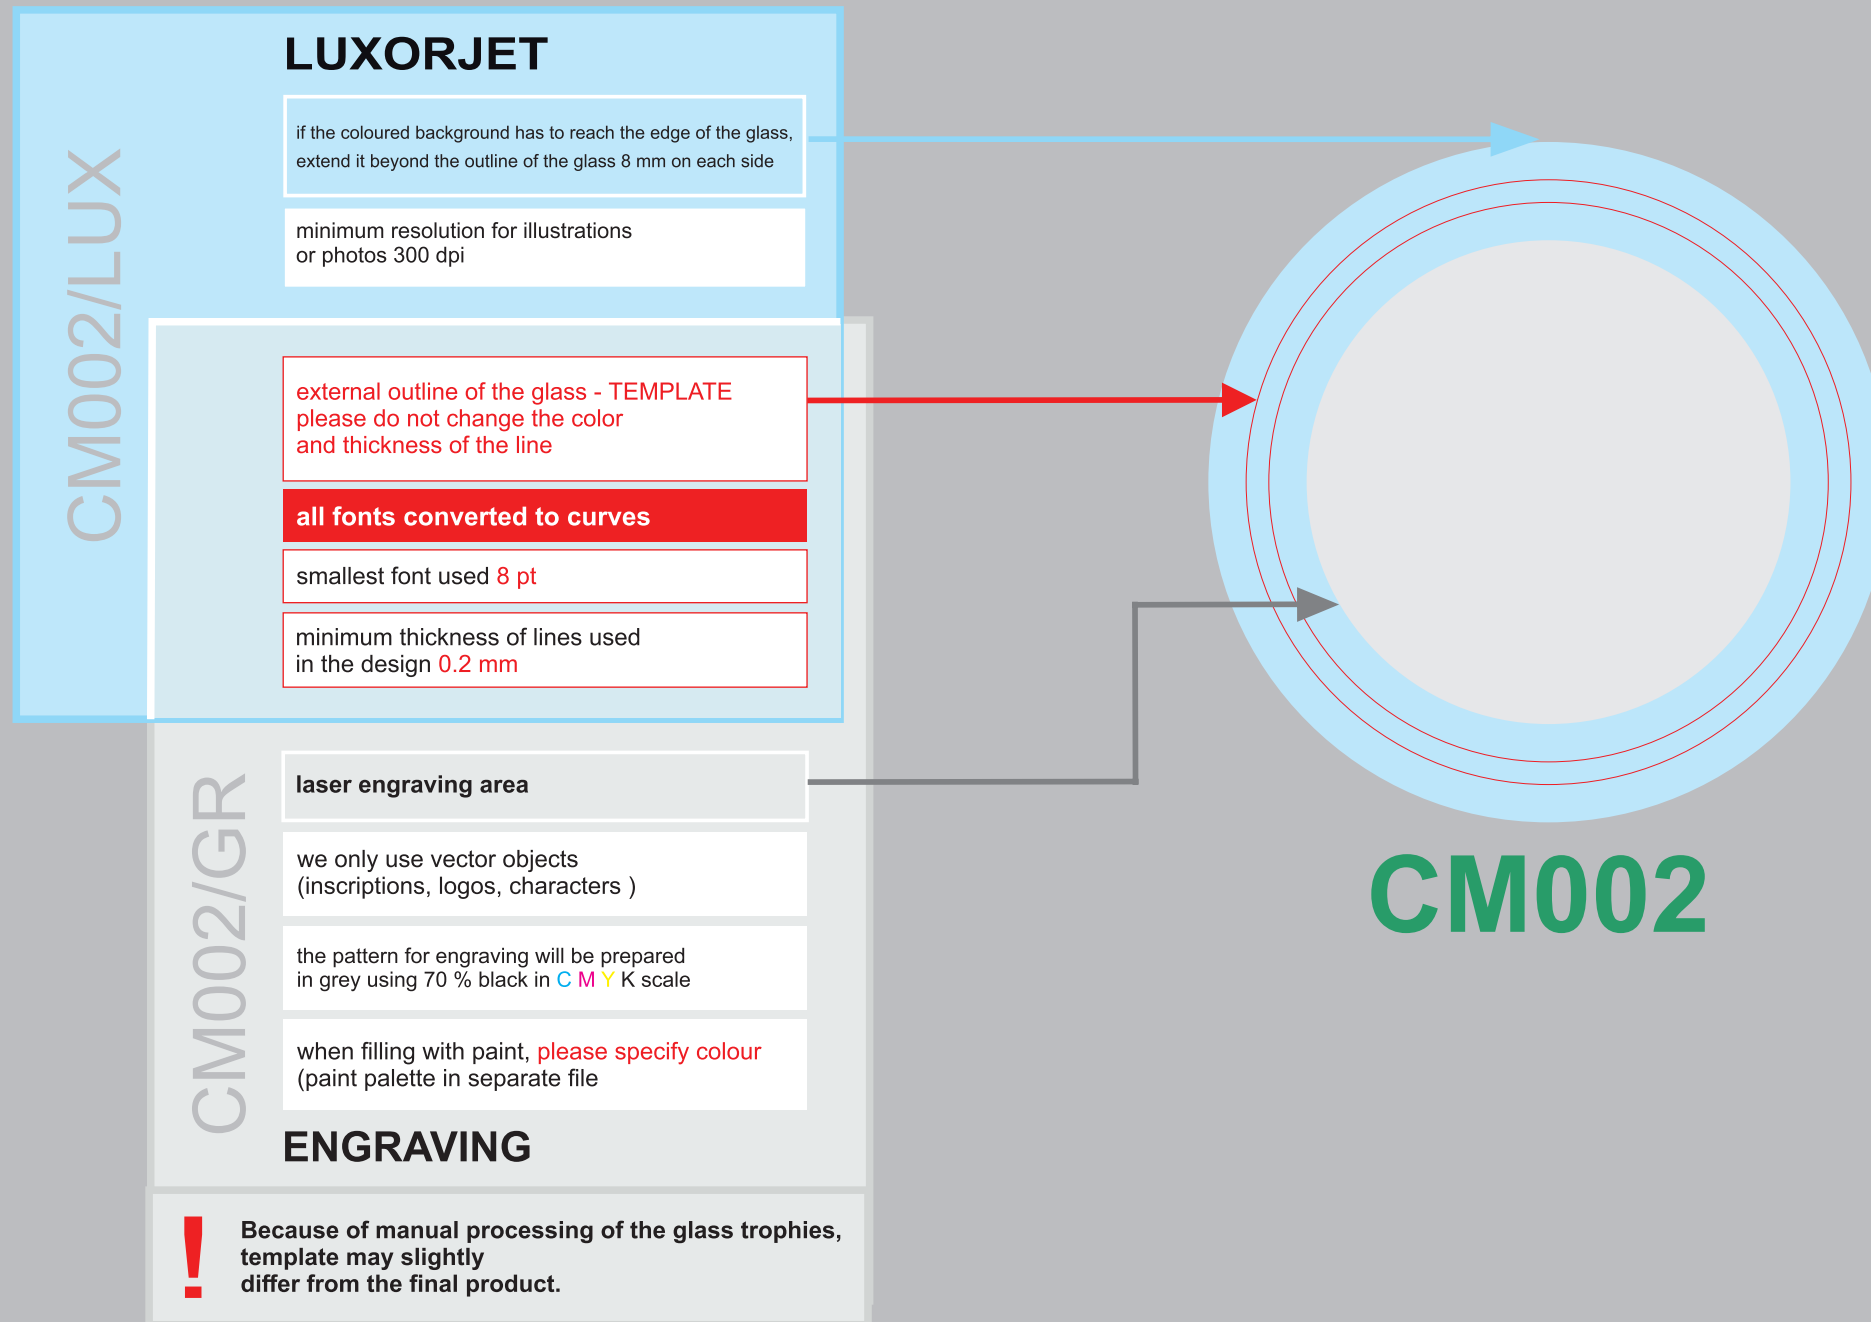 LUXORJET
if the coloured background has to reach the edge of the glass,
extend it beyond the outline of the glass 8 mm on each side
minimum resolution for illustrations
or photos 300 dpi
CM002/LUX
external outline of the glass - TEMPLATE
please do not change the color
and thickness of the line
all fonts converted to curves
smallest font used 8 pt
minimum thickness of lines used
in the design 0.2 mm
laser engraving area
we only use vector objects
(inscriptions, logos, characters )
the pattern for engraving will be prepared
in grey using 70 % black in C M Y K scale
when filling with paint, please specify colour
(paint palette in separate file
CM002/GR
ENGRAVING
!
Because of manual processing of the glass trophies,
template may slightly
differ from the final product.
CM002